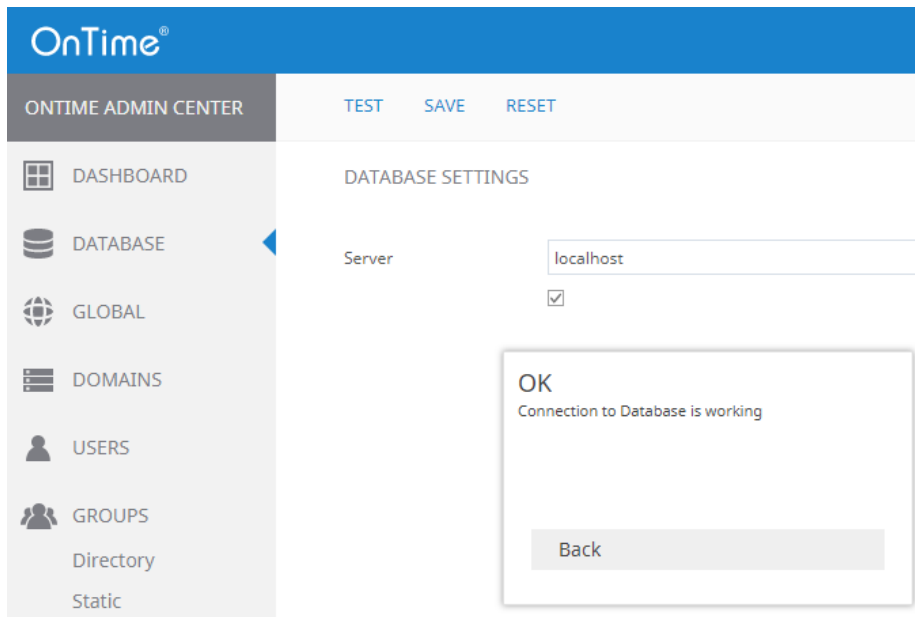 OnTime®
ONTIME ADMIN CENTER
TEST SAVE RESET
DASHBOARD
DATABASE
GLOBAL
DOMAINS
USERS
GROUPS
Directory
Static
DATABASE SETTINGS
Server localhost
OK
Connection to Database is working
Back